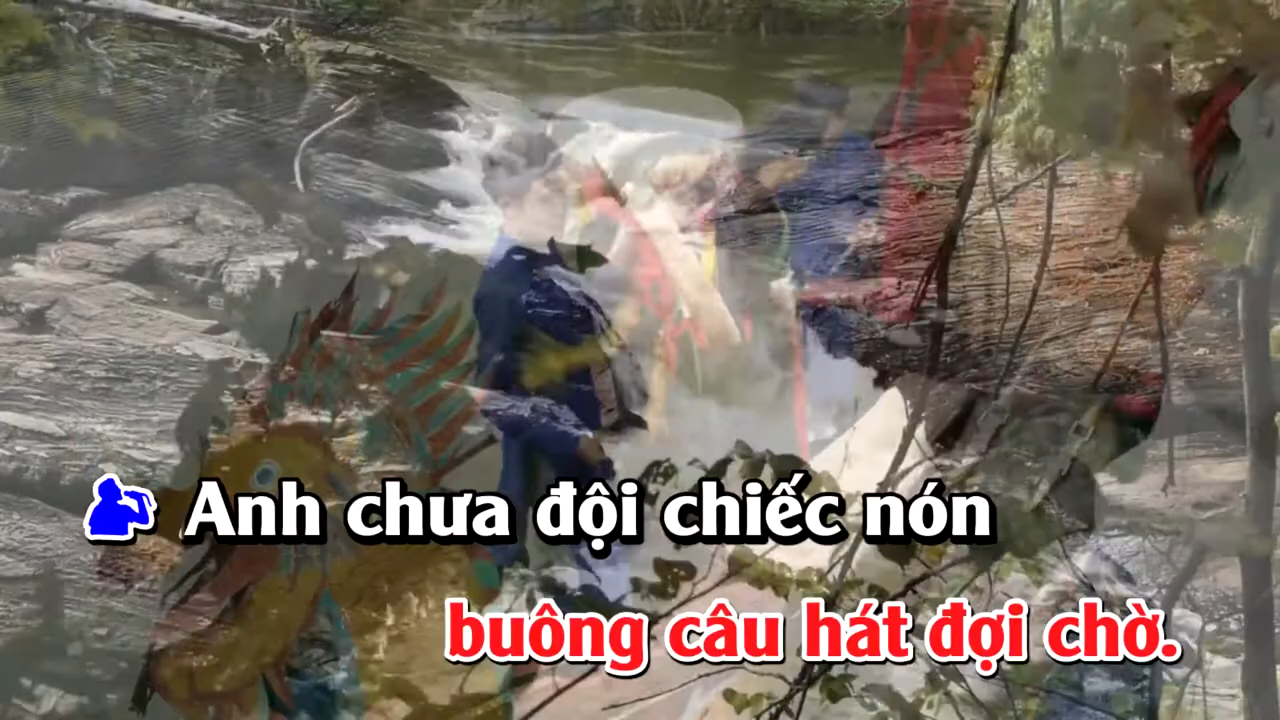 Anh chưa đội chiếc nón
buông câu hát đợi chờ.